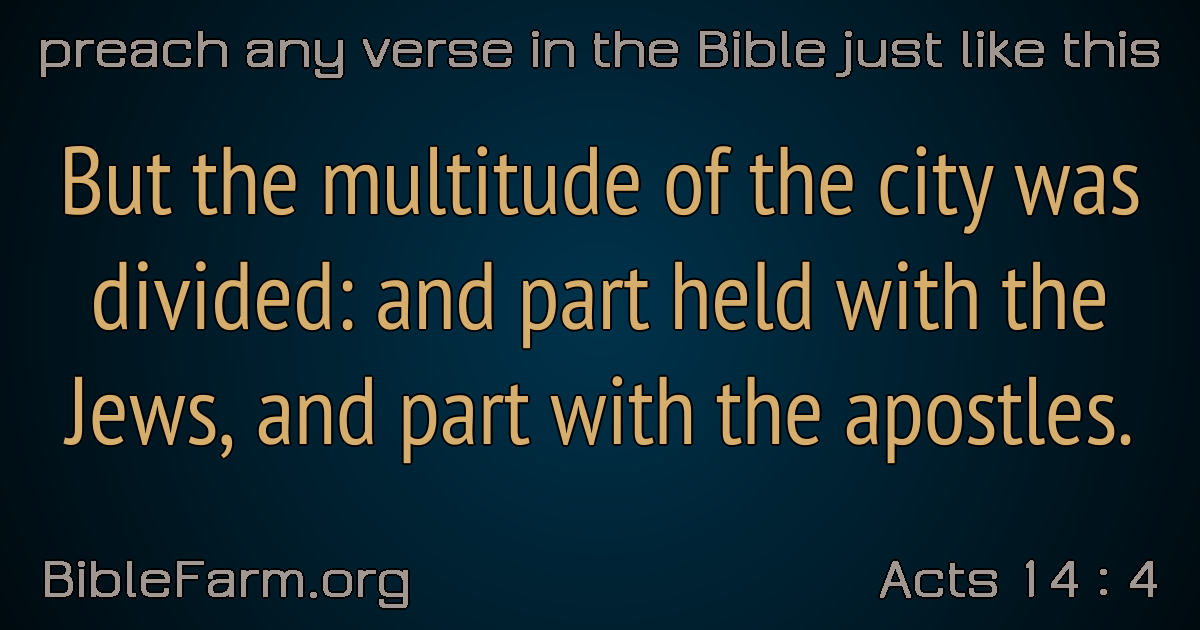 preach any verse in the Bible just like this
But the multitude of the city was
divided: and part held with the
Jews, and part with the apostles.
BibleFarm.org
Acts 14 : 4